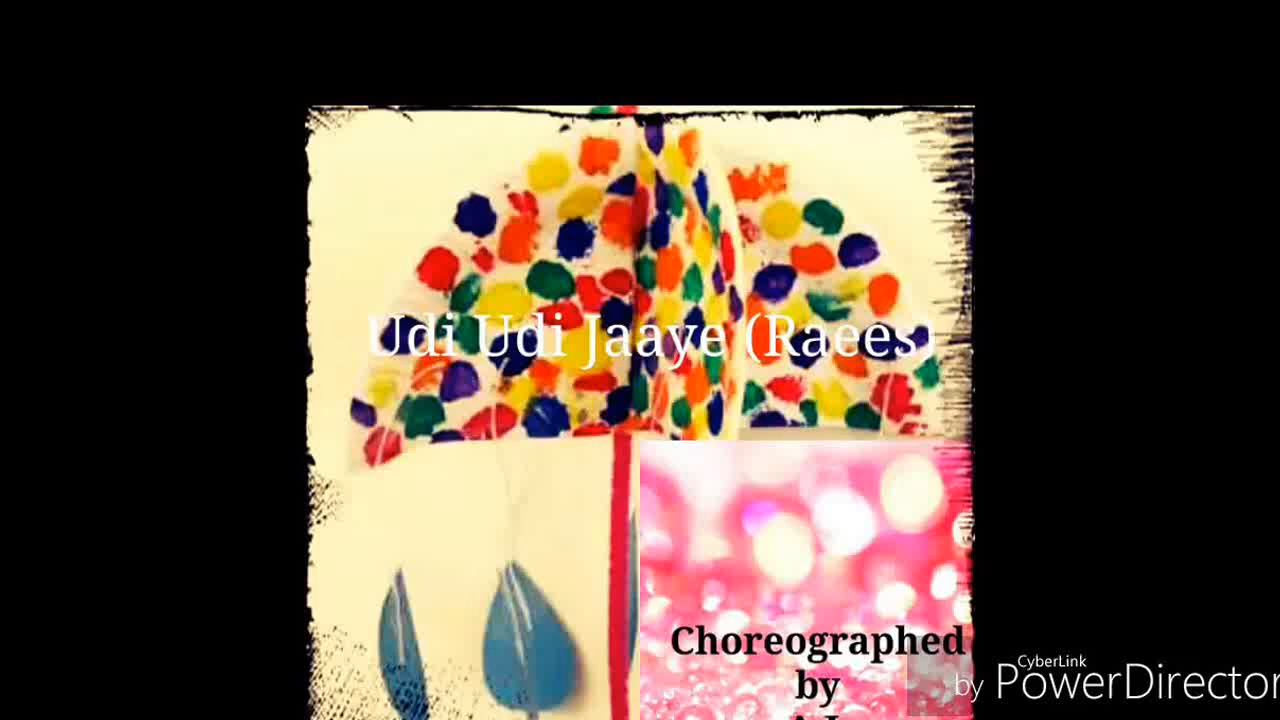 Udi Udi Jaaye (Raees)
Choreographed
by
CyberLink
by PowerDirector